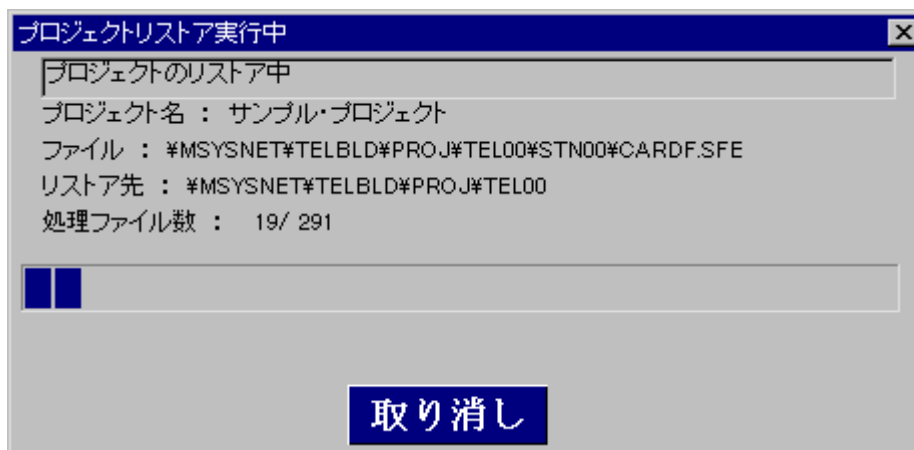 プロジェクトリストア実行中
プロジェクトのリストア中
プロジェクト名 : サンプル・プロジェクト
ファイル : ¥MSYSNET¥TELBLD¥PROJ¥TEL00¥STN00¥CARDF.SFE
リストア先 : ¥MSYSNET¥TELBLD¥PROJ¥TEL00
処理ファイル数 : 19/ 291
取り消し